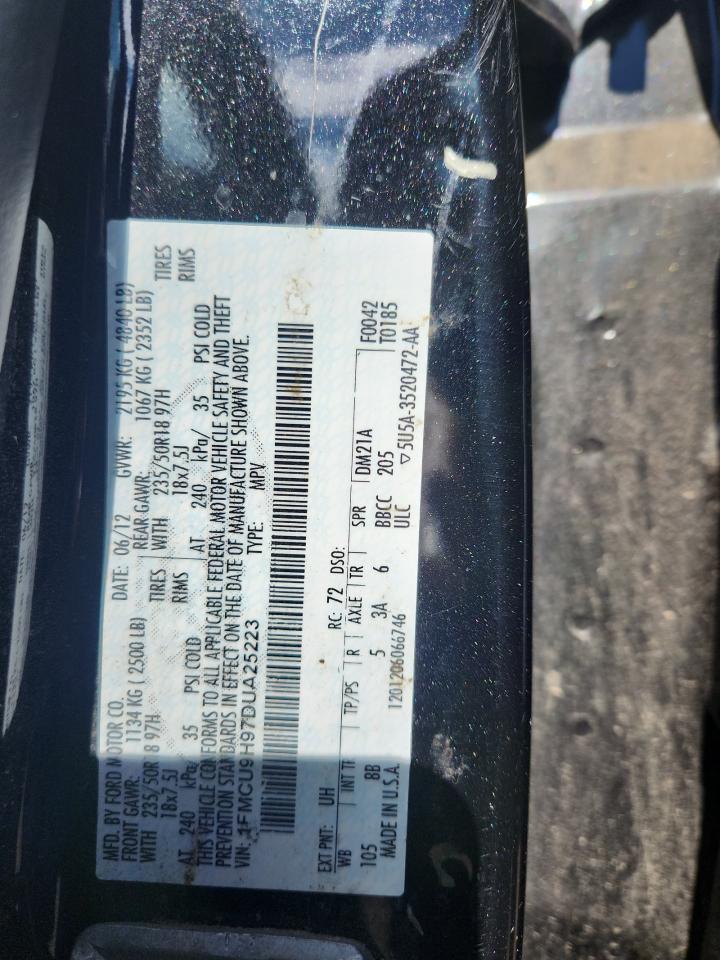 MFD. BY FORD MOTOR CO. DATE: 06/12 GVWR: 2195 KG ( 4840 LB)
FRONT GAWR: 1134 KG ( 2500 LB) REAR GAWR: 1067 KG ( 2352 LB)
WITH 235/50R18 97H TIRES WITH 235/50R18 97H TIRES
18x7.5J RIMS 18x7.5J RIMS
AT 240 kPa/ 35 PSI COLD AT 240 kPa/ 35 PSI COLD
THIS VEHICLE CONFORMS TO ALL APPLICABLE FEDERAL MOTOR VEHICLE SAFETY AND THEFT
PREVENTION STANDARDS IN EFFECT ON THE DATE OF MANUFACTURE SHOWN ABOVE.
VIN: 1FMCU9H97DUA25223 TYPE: MPV
EXT PNT: UH RC: 72 DSO: F0042
WB INT TR TP/PS R AXLE TR SPR DM21A T0185
105 8B 5 3A 6 BBCC 205
MADE IN U.S.A. 1201206066746 ULC ▽5U5A-3520472-AA